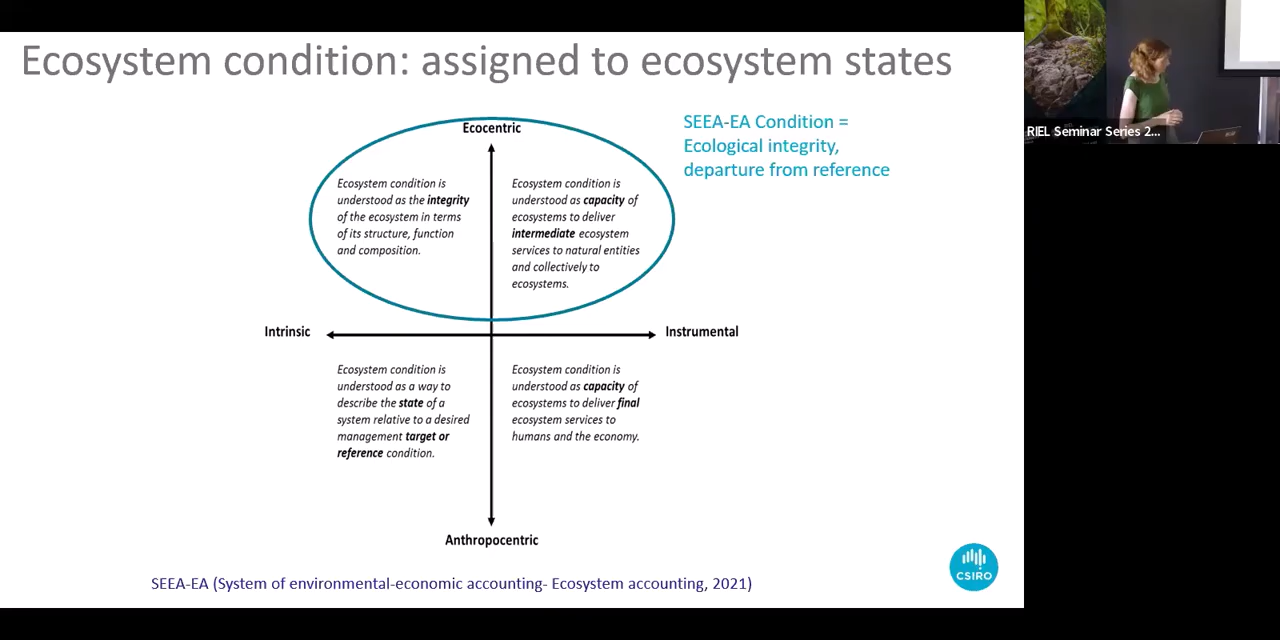 Ecosystem condition: assigned to ecosystem states
Ecocentric
SEEA-EA Condition =
Ecological integrity,
departure from reference
Ecosystem condition is
understood as the integrity
of the ecosystem in terms
of its structure, function
and composition.
Ecosystem condition is
understood as capacity of
ecosystems to deliver
intermediate ecosystem
services to natural entities
and collectively to
ecosystems.
Intrinsic
Instrumental
Ecosystem condition is
understood as a way to
describe the state of a
system relative to a desired
management target or
reference condition.
Ecosystem condition is
understood as capacity of
ecosystems to deliver final
ecosystem services to
humans and the economy.
Anthropocentric
SEEA-EA (System of environmental-economic accounting- Ecosystem accounting, 2021)
CSIRO
RIEL Seminar Series 2...